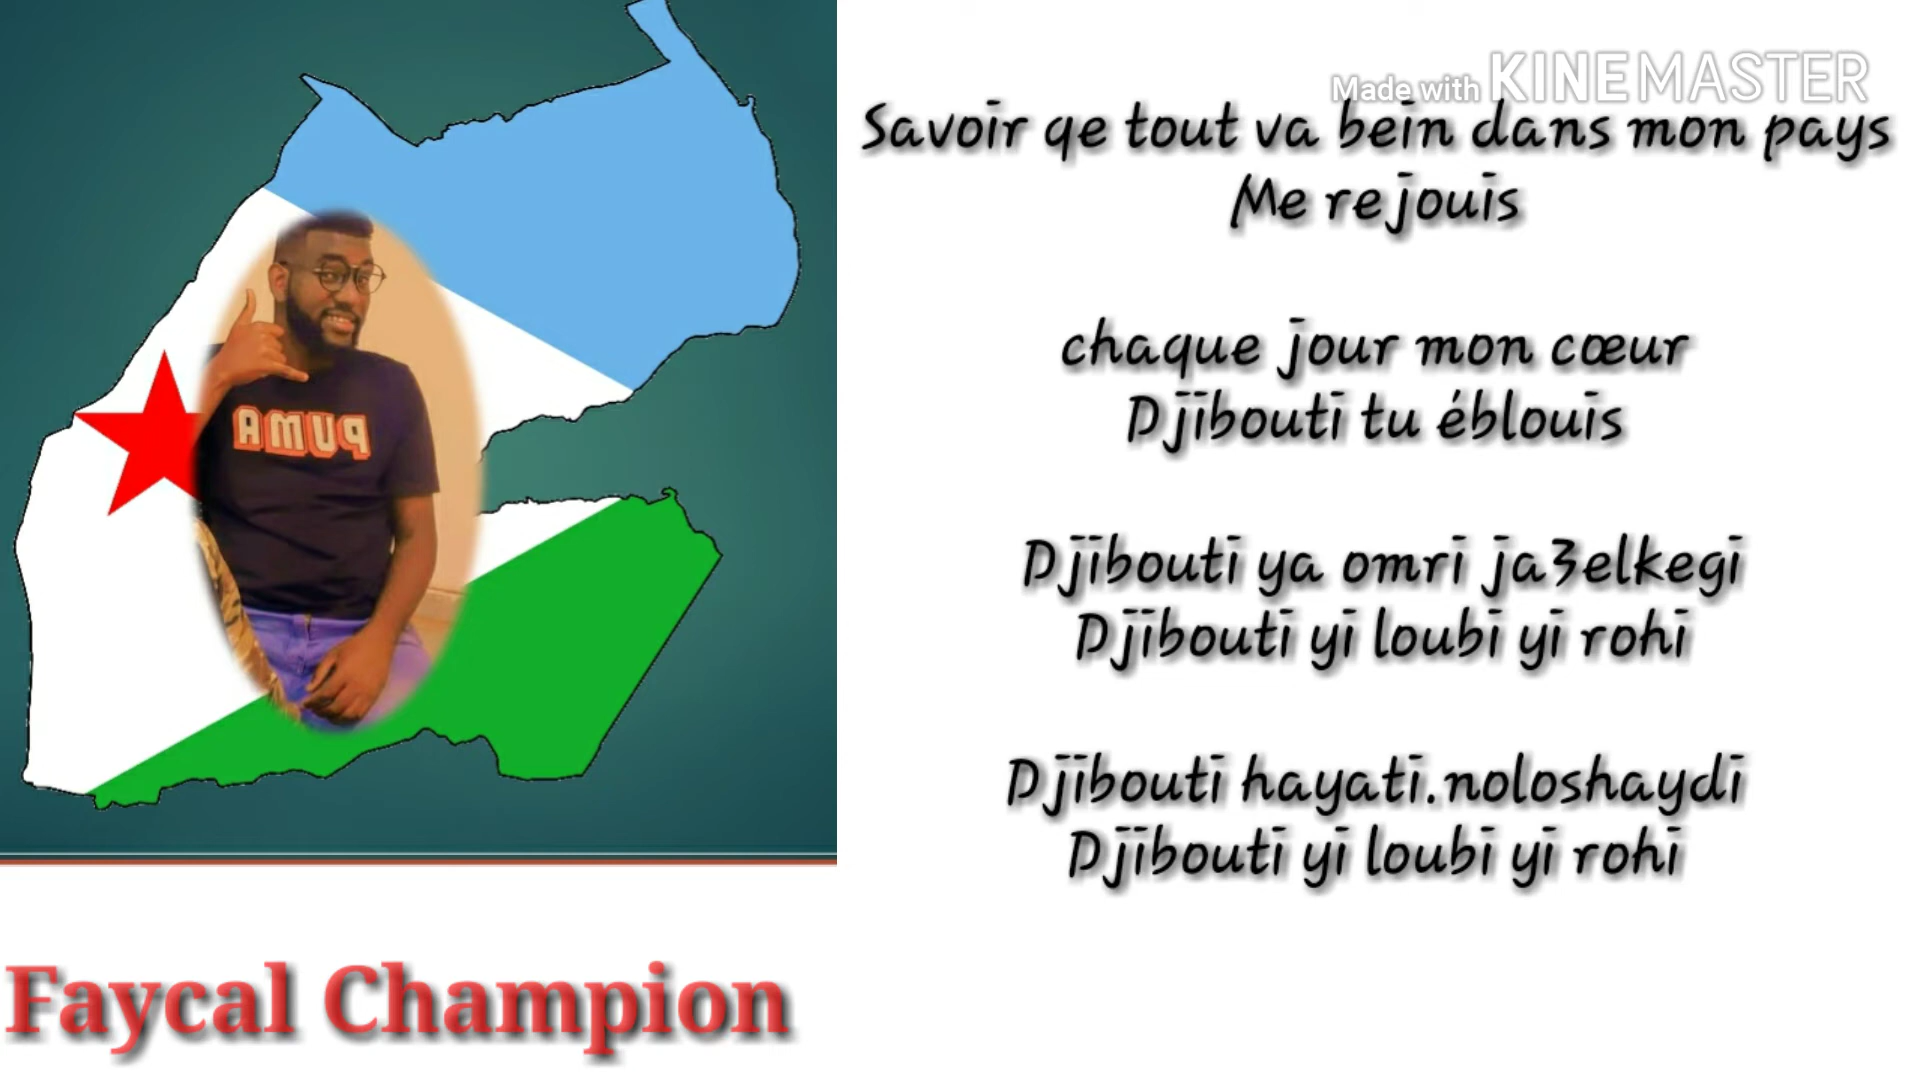 Made with KINEMASTER
Savoir qe tout va bein dans mon pays
Me rejouis
chaque jour mon cœur
Djibouti tu éblouis
Djibouti ya omri ja3elkegi
Djibouti yi loubi yi rohi
Djibouti hayati.noloshaydi
Djibouti yi loubi yi rohi
PUMA
Faycal Champion